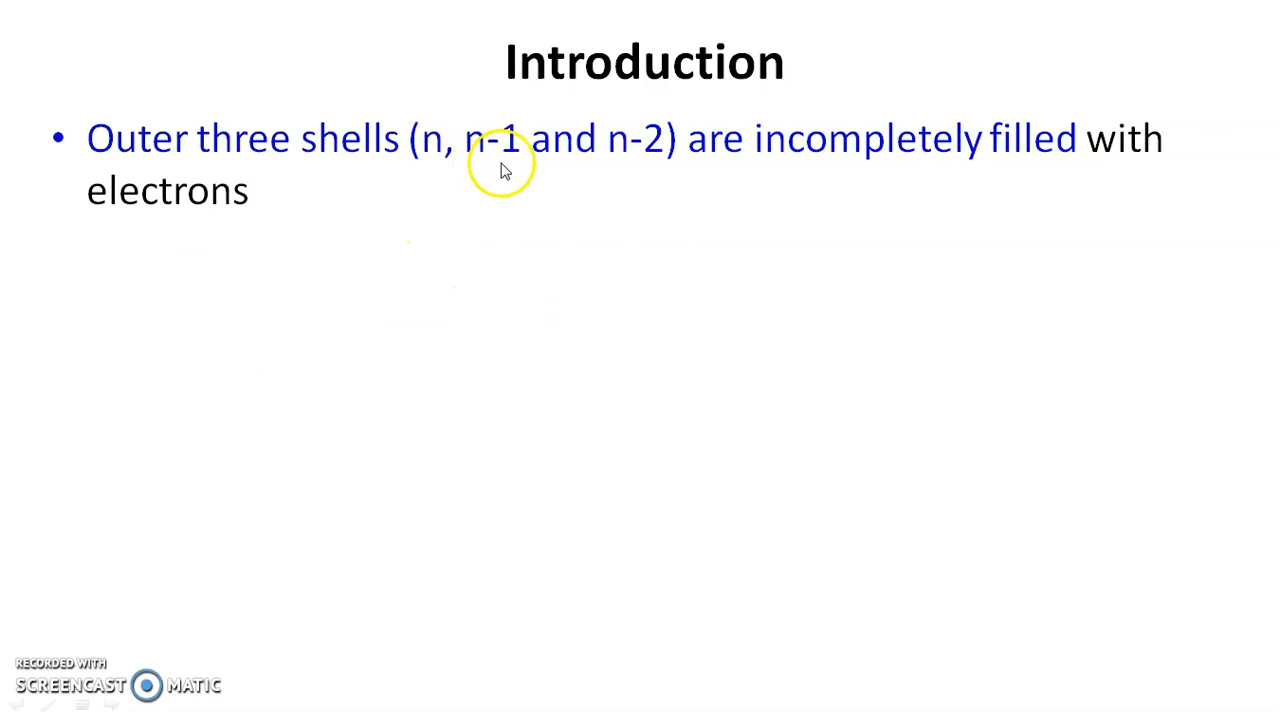 Introduction
• Outer three shells (n, n-1 and n-2) are incompletely filled with
electrons
RECORDED WITH
SCREENCAST MATIC